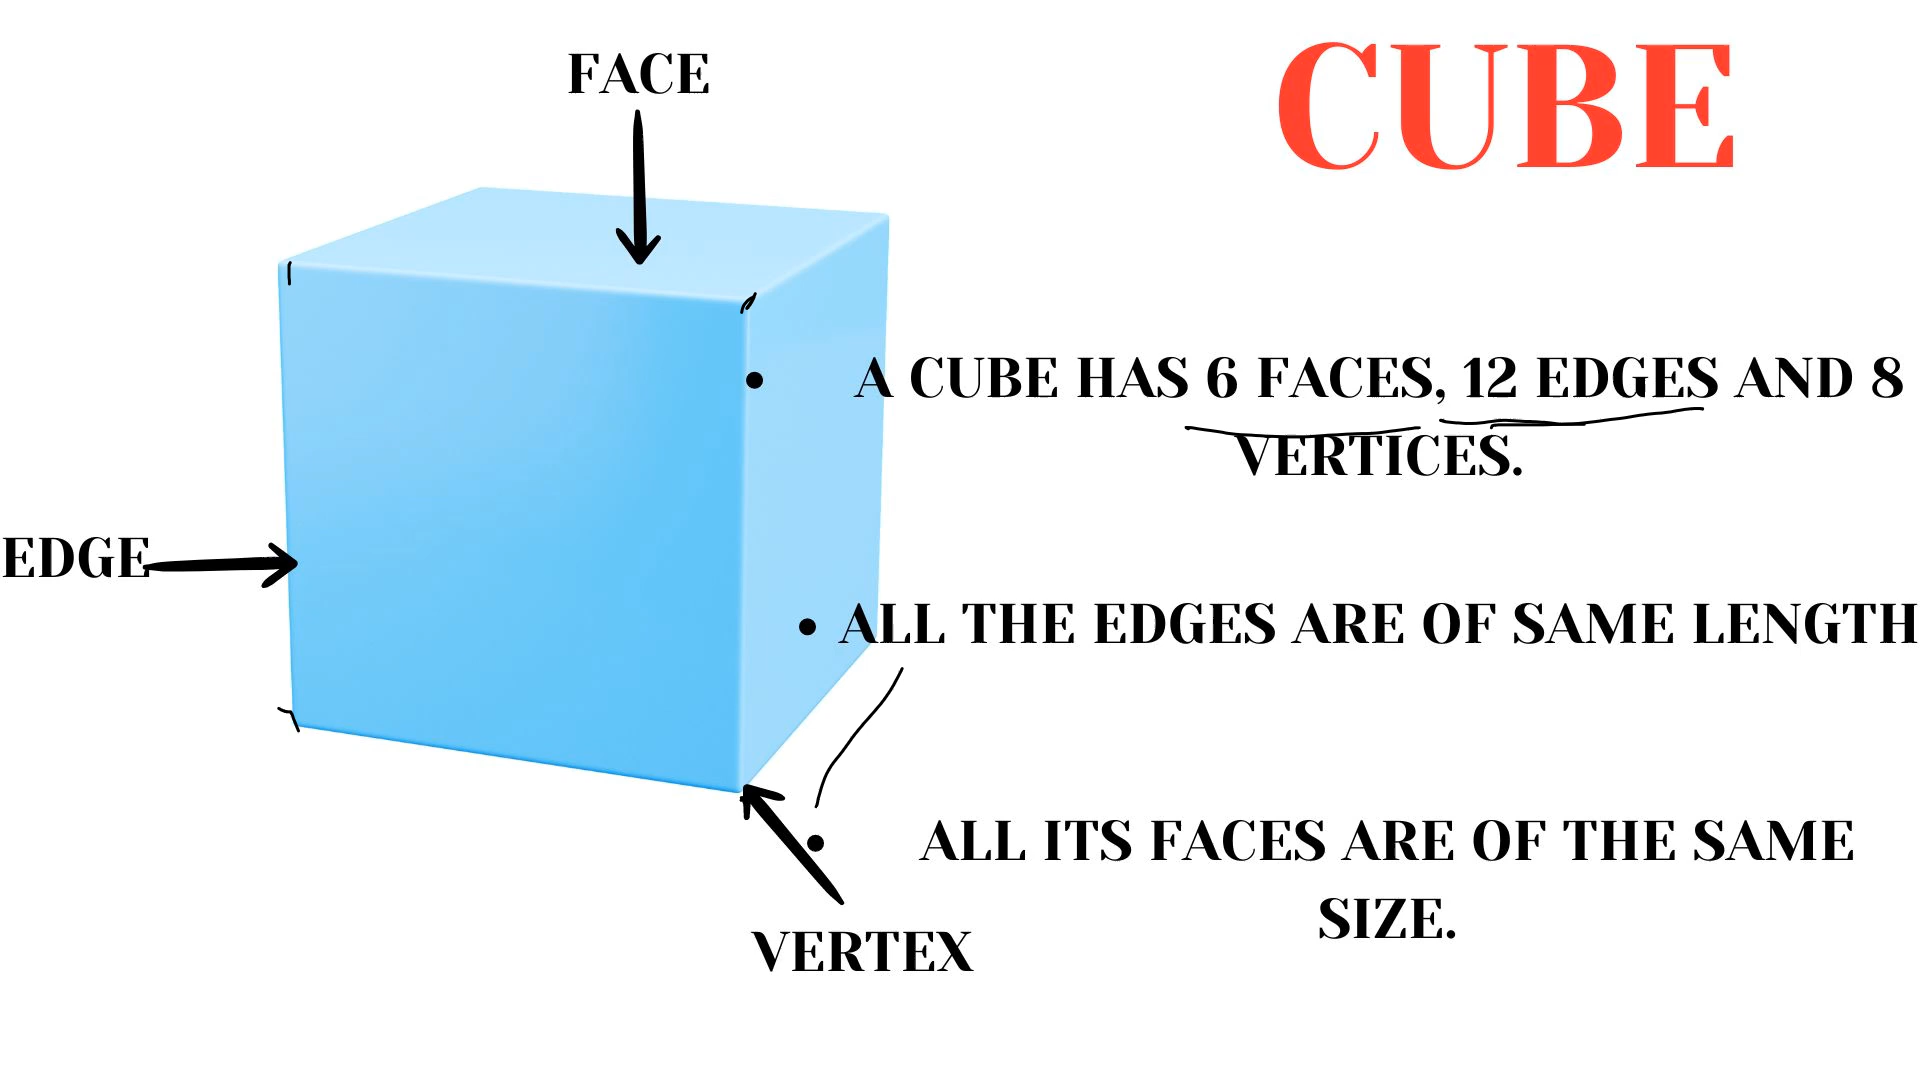 CUBE
FACE
• A CUBE HAS 6 FACES, 12 EDGES AND 8
VERTICES.
EDGE
• ALL THE EDGES ARE OF SAME LENGTH
• ALL ITS FACES ARE OF THE SAME
SIZE.
VERTEX